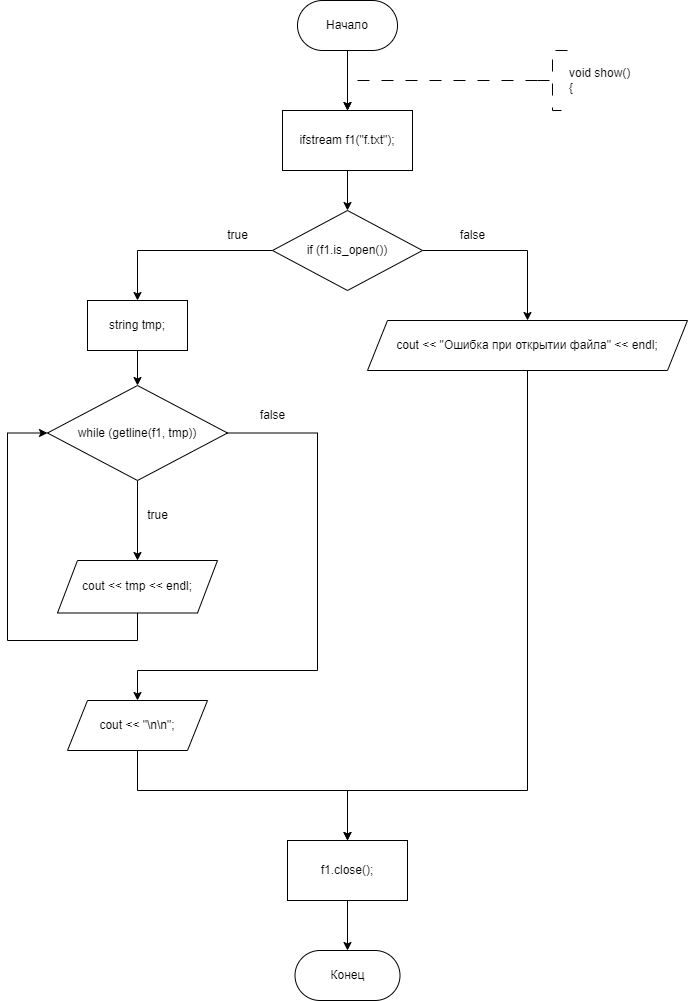 Начало
void show()
{
ifstream f1("f.txt");
if (f1.is_open())
true
false
string tmp;
cout << "Ошибка при открытии файла" << endl;
while (getline(f1, tmp))
false
true
cout << tmp << endl;
cout << "\n\n";
f1.close();
Конец